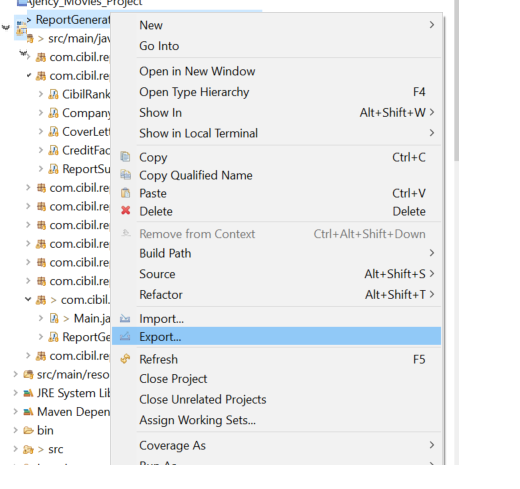 Ajency_Movies_Project
> ReportGenerat
> src/main/jav
com.cibil.re
com.cibil.re
CibilRank
Company
CoverLett
CreditFac
ReportSu
com.cibil.re
com.cibil.re
com.cibil.re
com.cibil.re
com.cibil.re
com.cibil.re
> com.cibil.
> Main.ja
ReportGe
com.cibil.re
src/main/reso
JRE System Lib
Maven Depen
bin
> src
New
Go Into
Open in New Window
Open Type Hierarchy F4
Show In Alt+Shift+W >
Show in Local Terminal
Copy Ctrl+C
Copy Qualified Name
Paste Ctrl+V
Delete Delete
Remove from Context Ctrl+Alt+Shift+Down
Build Path
Source Alt+Shift+S >
Refactor Alt+Shift+T >
Import...
Export...
Refresh F5
Close Project
Close Unrelated Projects
Assign Working Sets...
Coverage As
Run As